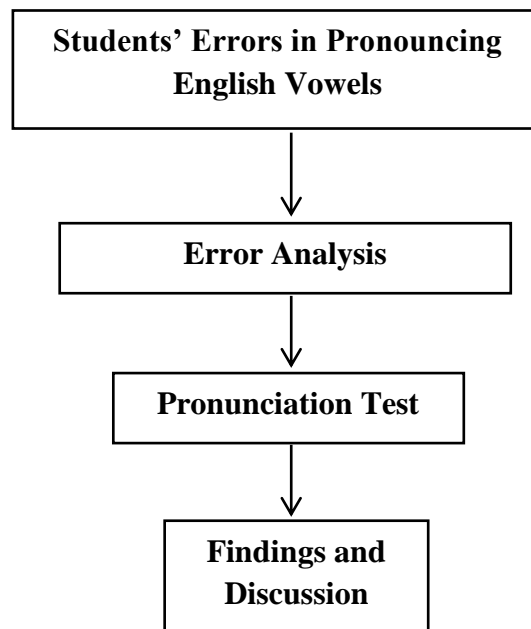 Students’ Errors in Pronouncing
English Vowels
Error Analysis
Pronunciation Test
Findings and
Discussion